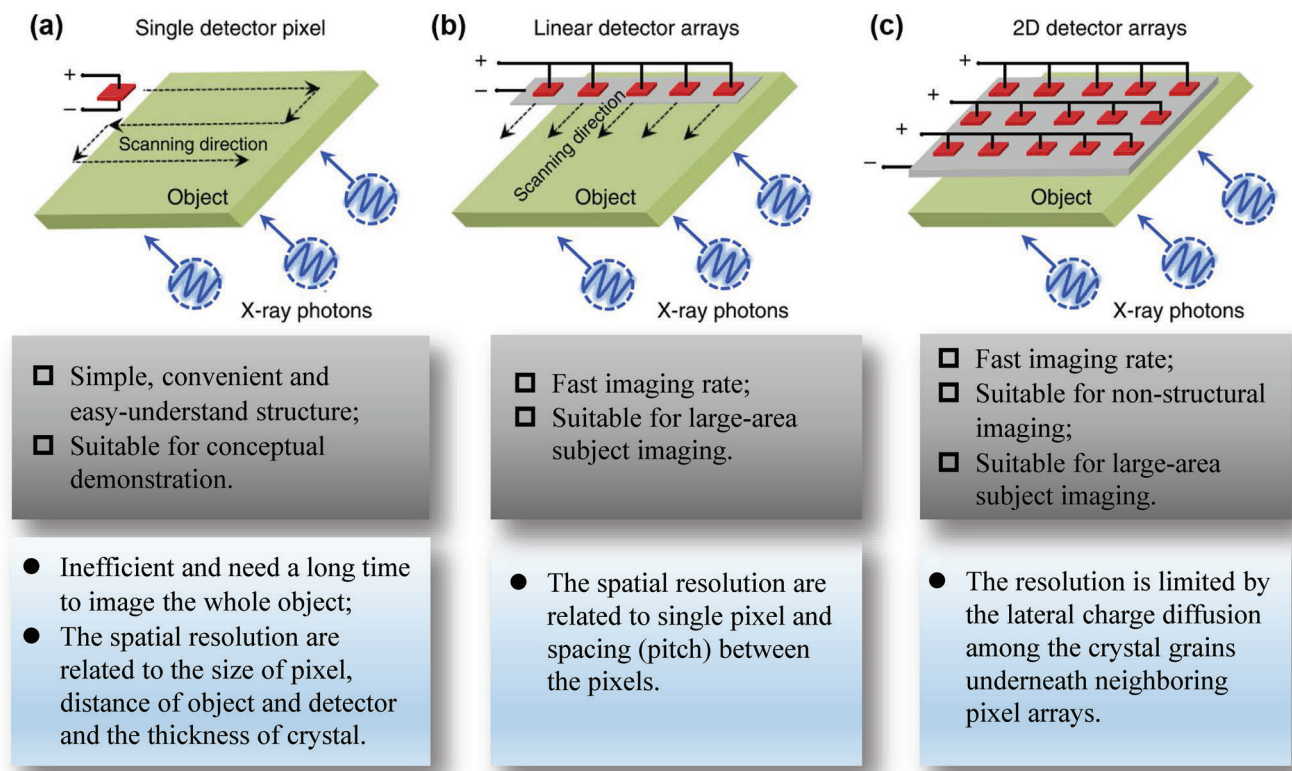 (a)
Single detector pixel
+
−
Scanning direction
Object
X-ray photons
❑ Simple, convenient and
easy-understand structure;
❑ Suitable for conceptual
demonstration.
● Inefficient and need a long time
to image the whole object;
● The spatial resolution are
related to the size of pixel,
distance of object and detector
and the thickness of crystal.
(b)
Linear detector arrays
+
−
Scanning direction
Object
X-ray photons
❑ Fast imaging rate;
❑ Suitable for large-area
subject imaging.
● The spatial resolution are
related to single pixel and
spacing (pitch) between
the pixels.
(c)
2D detector arrays
+
+
+
−
Object
X-ray photons
❑ Fast imaging rate;
❑ Suitable for non-structural
imaging;
❑ Suitable for large-area
subject imaging.
● The resolution is limited by
the lateral charge diffusion
among the crystal grains
underneath neighboring
pixel arrays.